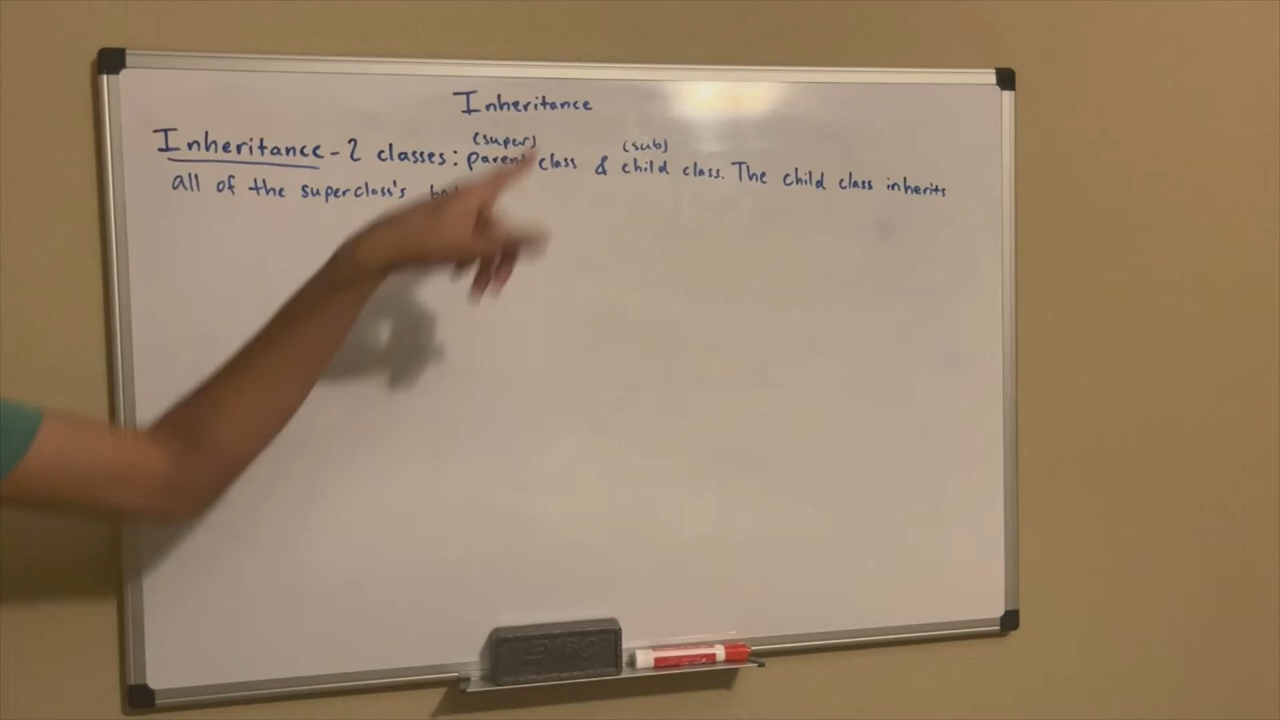 Inheritance
(super) (sub)
Inheritance - 2 classes: parent class & child class. The child class inherits
all of the superclass's